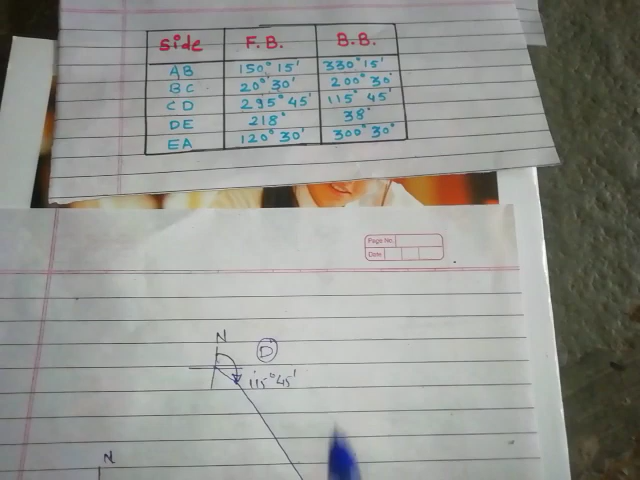 side F.B. B.B.
AB 150° 15' 330° 15'
BC 20° 30' 200° 30'
CD 295° 45' 115° 45'
DE 218° 38°
EA 120° 30' 300° 30'
Page No.
Date
N
D
115° 45'
N